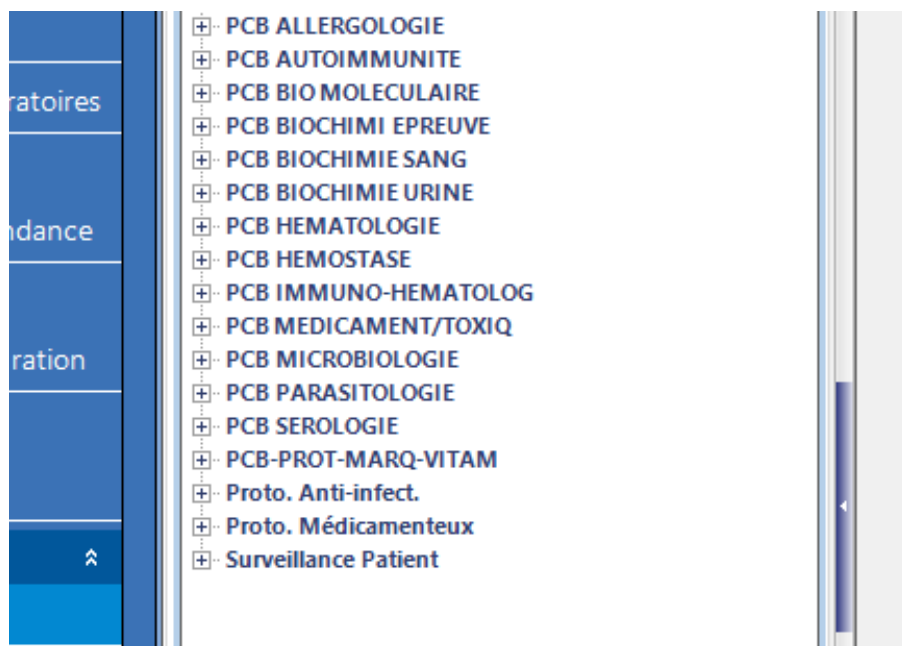 ratoires
ndance
ration
PCB ALLERGOLOGIE
PCB AUTOIMMUNITE
PCB BIO MOLECULAIRE
PCB BIOCHIMI EPREUVE
PCB BIOCHIMIE SANG
PCB BIOCHIMIE URINE
PCB HEMATOLOGIE
PCB HEMOSTASE
PCB IMMUNO-HEMATOLOG
PCB MEDICAMENT/TOXIQ
PCB MICROBIOLOGIE
PCB PARASITOLOGIE
PCB SEROLOGIE
PCB-PROT-MARQ-VITAM
Proto. Anti-infect.
Proto. Médicamenteux
Surveillance Patient